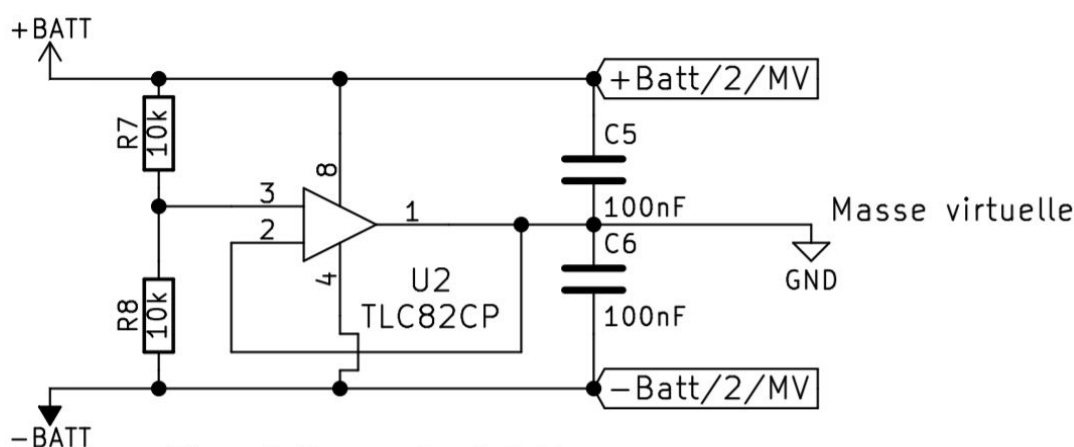 +BATT
+Batt/2/MV
R7
10k
8
C5
3
2
1
100nF
Masse virtuelle
C6
GND
4
U2
TLC82CP
R8
10k
100nF
-Batt/2/MV
-BATT